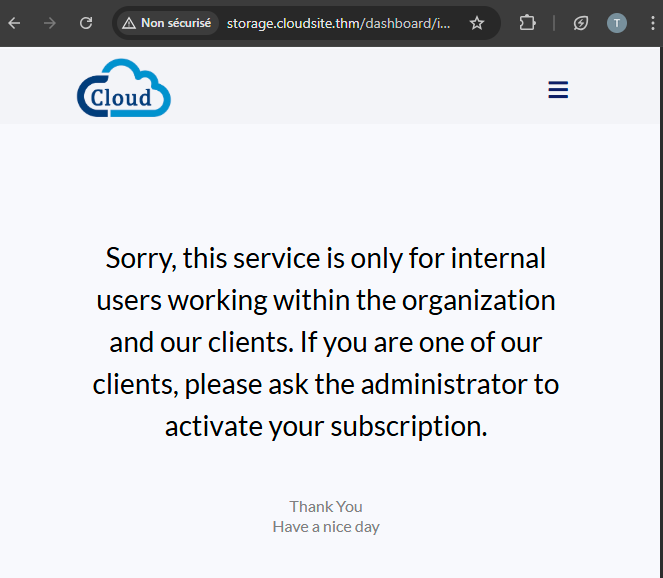 Non sécurisé storage.cloudsite.thm/dashboard/i... T
Cloud
Sorry, this service is only for internal
users working within the organization
and our clients. If you are one of our
clients, please ask the administrator to
activate your subscription.
Thank You
Have a nice day